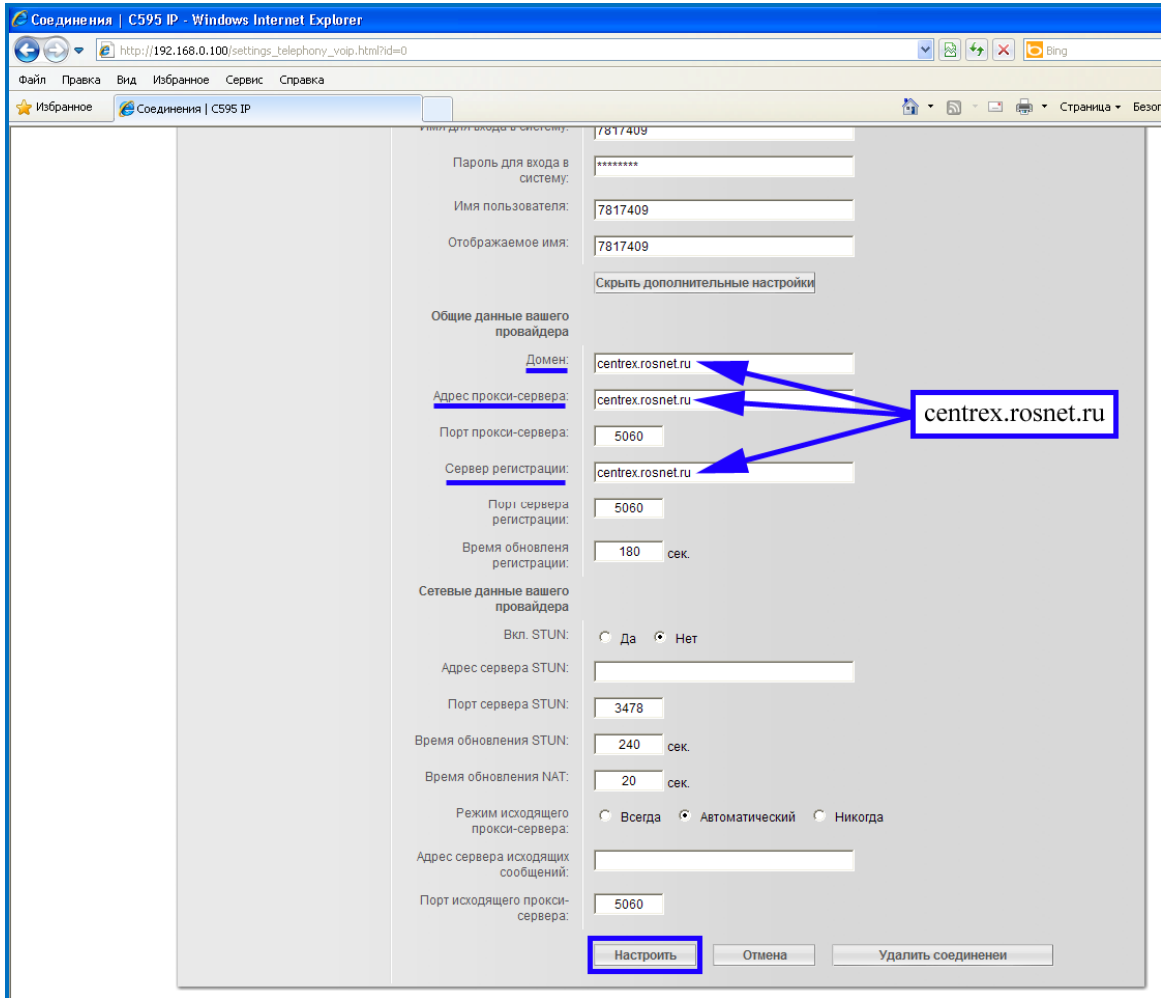 Соединения | C595 IP - Windows Internet Explorer
http://192.168.0.100/settings_telephony_voip.html?id=0
Bing
Файл Правка Вид Избранное Сервис Справка
Избранное
Соединения | C595 IP
Страница
Безоп
Имя для входа в систему:
7817409
Пароль для входа в
систему:
********
Имя пользователя:
7817409
Отображаемое имя:
7817409
Скрыть дополнительные настройки
Общие данные вашего
провайдера
Домен:
centrex.rosnet.ru
Адрес прокси-сервера:
centrex.rosnet.ru
centrex.rosnet.ru
Порт прокси-сервера:
5060
Сервер регистрации:
centrex.rosnet.ru
Порт сервера
регистрации:
5060
Время обновленя
регистрации:
180 сек.
Сетевые данные вашего
провайдера
Вкл. STUN:
Да Нет
Адрес сервера STUN:
Порт сервера STUN:
3478
Время обновления STUN:
240 сек.
Время обновления NAT:
20 сек.
Режим исходящего
прокси-сервера:
Всегда Автоматический Никогда
Адрес сервера исходящих
сообщений:
Порт исходящего прокси-
сервера:
5060
Настроить Отмена Удалить соединенеи